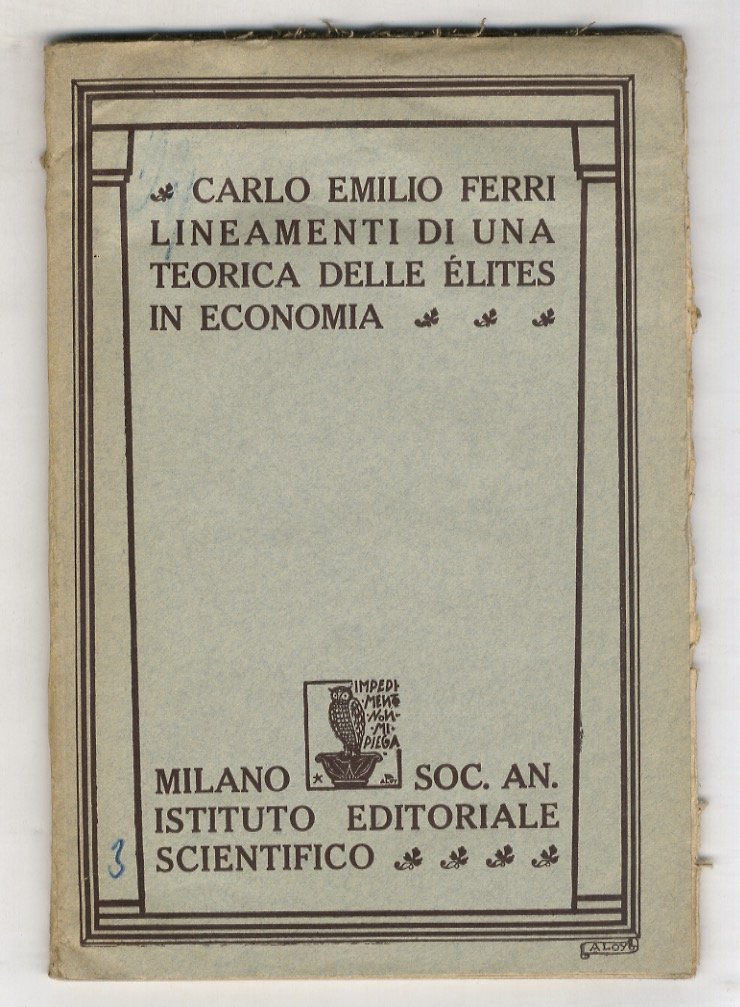 CARLO EMILIO FERRI
LINEAMENTI DI UNA
TEORICA DELLE ÉLITES
IN ECONOMIA
IMPEDI
MENTO
NON
MI
PIEGA
MILANO SOC. AN.
ISTITUTO EDITORIALE
SCIENTIFICO
3